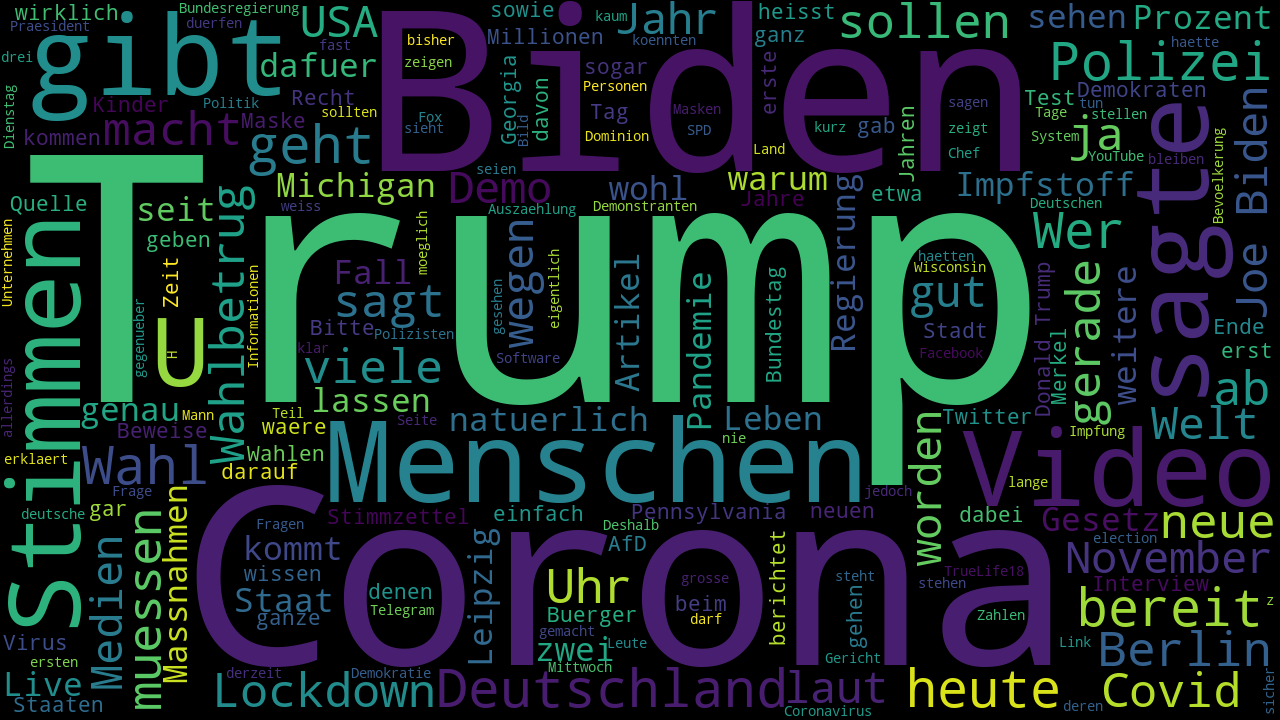 wirklich
Bundesregierung
Praesident
duerfen
USA
fast
drei
gibt
dafuer
Dienstag
Kinder
Politik
Recht
sollten
kommen
macht
Maske
geht
Biden
bisher
zeigen
Fox
sieht
sowie
kaum
Jahr
Millionen
koennten
sogar
Personen
Tag
Georgia
Bild
davon
Dominion
Masken
SPD
Land
heisst
ganz
erste
kurz
gab
Jahren
sollen
sehen
Prozent
haette
Polizei
Demokraten
Test
tun
Tage
stellen
System
YouTube
bleiben
ja
sagen
zeigt
Chef
seien
Michigan
Demo
wohl
warum
Jahre
etwa
Impfstoff
Deutschen
Bevoelkerung
sagte
Joe Biden
Quelle
seit
geben
weiss
Auszaehlung
Demonstranten
Regierung
Wer
Unternehmen
Stimmen
Trump
zeit
U
H
gegenueber
Wahlbetrug
Informationen
Fall
sagt
Bitte
Polizisten
klar
viele
moeglich
gesehen
wegen
eigentlich
Software
Artikel
Pandemie
Bundestag
haetten
Wisconsin
gut
Stadt
Facebook
Donald Trump
Merkel
gerade
weitere
Ende
erst
ab
allerdings
genau
Mann
Beweise
lassen
Teil
waere
Wahlen
darauf
Seite
natuerlich
Leben
nie
Twitter
Impfung
Welt
erklaert
Wahl
Frage
deutsche
gar
Menschen
jedoch
worden
Video
lange
Stimmzettel
einfach
Pennsylvania
neuen
dabei
Gesetz
neue
Medien
muessen
Massnahmen
Corona
Fragen
kommt
wissen
Staat
ganze
denen
Telegram
Leipzig
Deshalb
AfD
Uhr
Buerger
gemacht
zwei
Leute
Mittwoch
grosse
beim
darf
berichtet
steht
gehen
Gericht
stehen
TrueLife18
Zahlen
election
November
Interview
bereit
z
Link
Berlin
Virus
ersten
Live
Staaten
derzeit
Demokratie
Lockdown
Deutschland
laut
Coronavirus
heute
deren
Covid
sicher